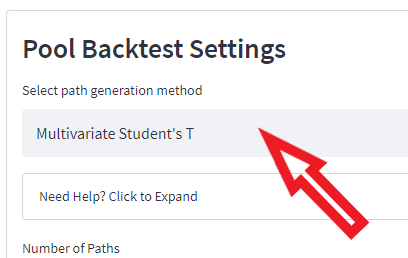 Pool Backtest Settings
Select path generation method
Multivariate Student's T
Need Help? Click to Expand
Number of Paths